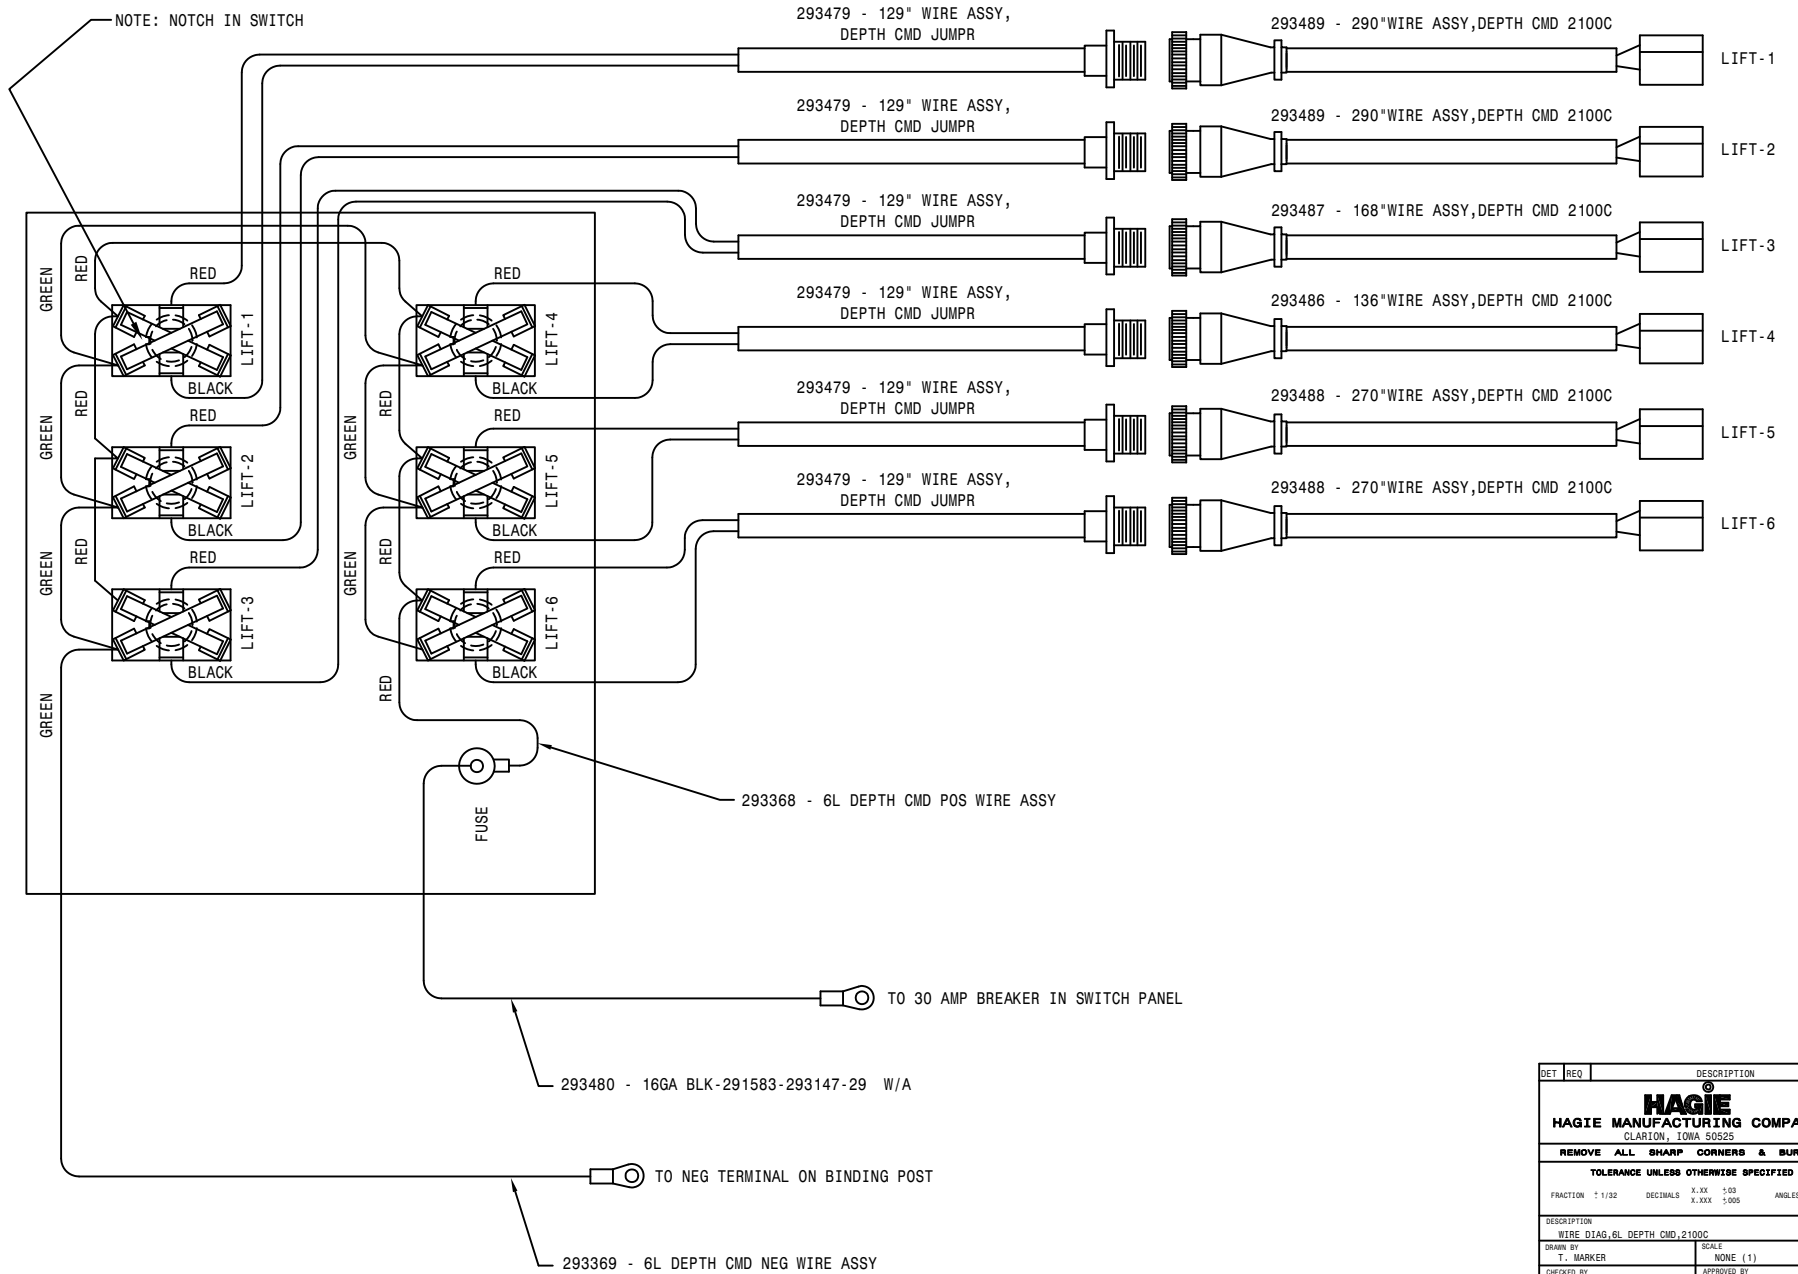 NOTE: NOTCH IN SWITCH
293479 - 129" WIRE ASSY,
DEPTH CMD JUMPR
293489 - 290"WIRE ASSY,DEPTH CMD 2100C
LIFT-1
293479 - 129" WIRE ASSY,
DEPTH CMD JUMPR
293489 - 290"WIRE ASSY,DEPTH CMD 2100C
LIFT-2
293479 - 129" WIRE ASSY,
DEPTH CMD JUMPR
293487 - 168"WIRE ASSY,DEPTH CMD 2100C
LIFT-3
293479 - 129" WIRE ASSY,
DEPTH CMD JUMPR
293486 - 136"WIRE ASSY,DEPTH CMD 2100C
LIFT-4
293479 - 129" WIRE ASSY,
DEPTH CMD JUMPR
293488 - 270"WIRE ASSY,DEPTH CMD 2100C
LIFT-5
293479 - 129" WIRE ASSY,
DEPTH CMD JUMPR
293488 - 270"WIRE ASSY,DEPTH CMD 2100C
LIFT-6
GREEN
RED
RED
LIFT-1
BLACK
RED
LIFT-4
BLACK
GREEN
RED
RED
LIFT-2
BLACK
GREEN
RED
RED
LIFT-5
BLACK
GREEN
RED
RED
LIFT-3
BLACK
GREEN
RED
RED
LIFT-6
BLACK
GREEN
RED
FUSE
293368 - 6L DEPTH CMD POS WIRE ASSY
TO 30 AMP BREAKER IN SWITCH PANEL
293480 - 16GA BLK-291583-293147-29 W/A
TO NEG TERMINAL ON BINDING POST
293369 - 6L DEPTH CMD NEG WIRE ASSY
DET REQ DESCRIPTION
HAGIE
HAGIE MANUFACTURING COMPA
CLARION, IOWA 50525
REMOVE ALL SHARP CORNERS & BUR
TOLERANCE UNLESS OTHERWISE SPECIFIED
FRACTION ± 1/32 DECIMALS X.XX ±.03 ANGLES
X.XXX ±.005
DESCRIPTION
WIRE DIAG,6L DEPTH CMD,2100C
DRAWN BY SCALE
T. MARKER NONE (1)
CHECKED BY APPROVED BY